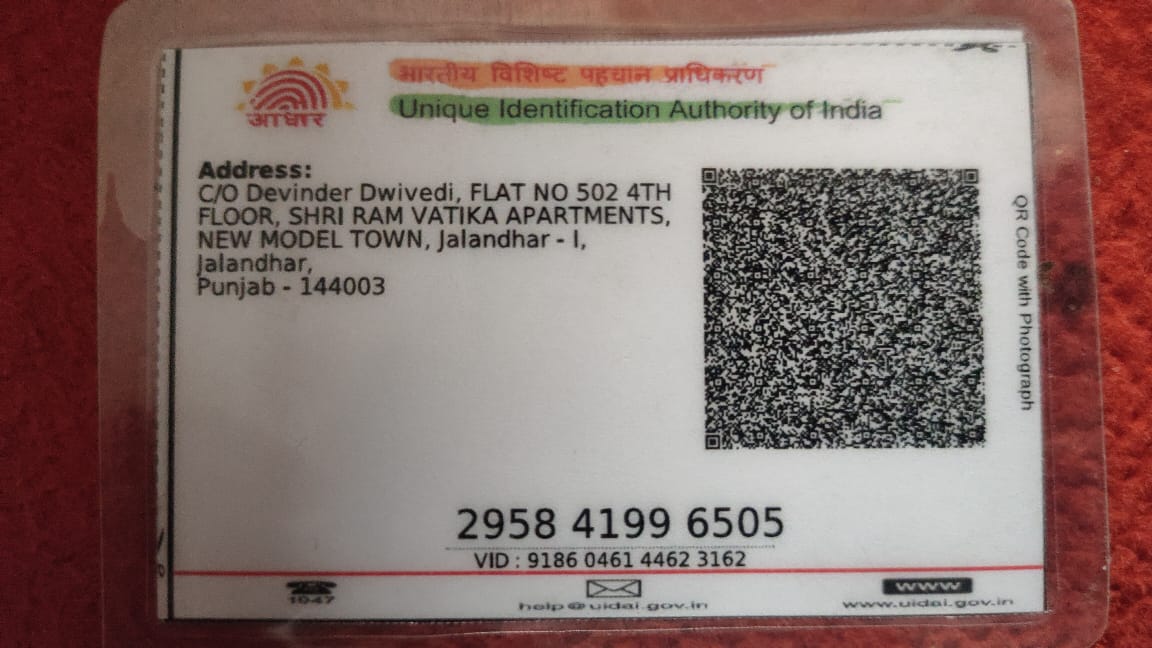 भारतीय विशिष्ट पहचान प्राधिकरण
Unique Identification Authority of India
आधार
Address:
C/O Devinder Dwivedi, FLAT NO 502 4TH
FLOOR, SHRI RAM VATIKA APARTMENTS,
NEW MODEL TOWN, Jalandhar - I,
Jalandhar,
Punjab - 144003
QR Code with Photograph
2958 4199 6505
VID : 9186 0461 4462 3162
1947
help@uidai.gov.in
www
www.uidai.gov.in